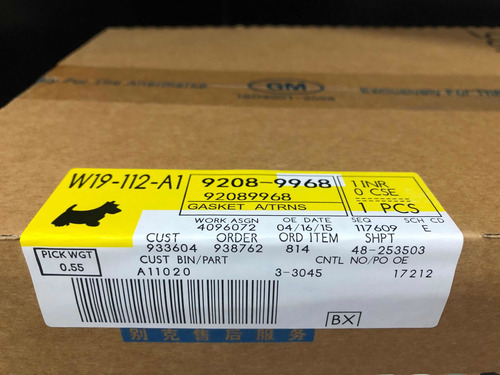 GM
W19-112-A1
9208-9968
92089968
GASKET A/TRNS
1 INR
0 CSE
1 PCS
WORK ASGN OE DATE SEQ SCH CD
4096072 04/16/15 117609 E
CUST ORDER ORD ITEM SHPT
933604 938762 814 48-253503
PICK WGT
0.55
CUST BIN/PART CNTL NO/PO OE
A11020 3-3045 17212
BX
别克售后服务